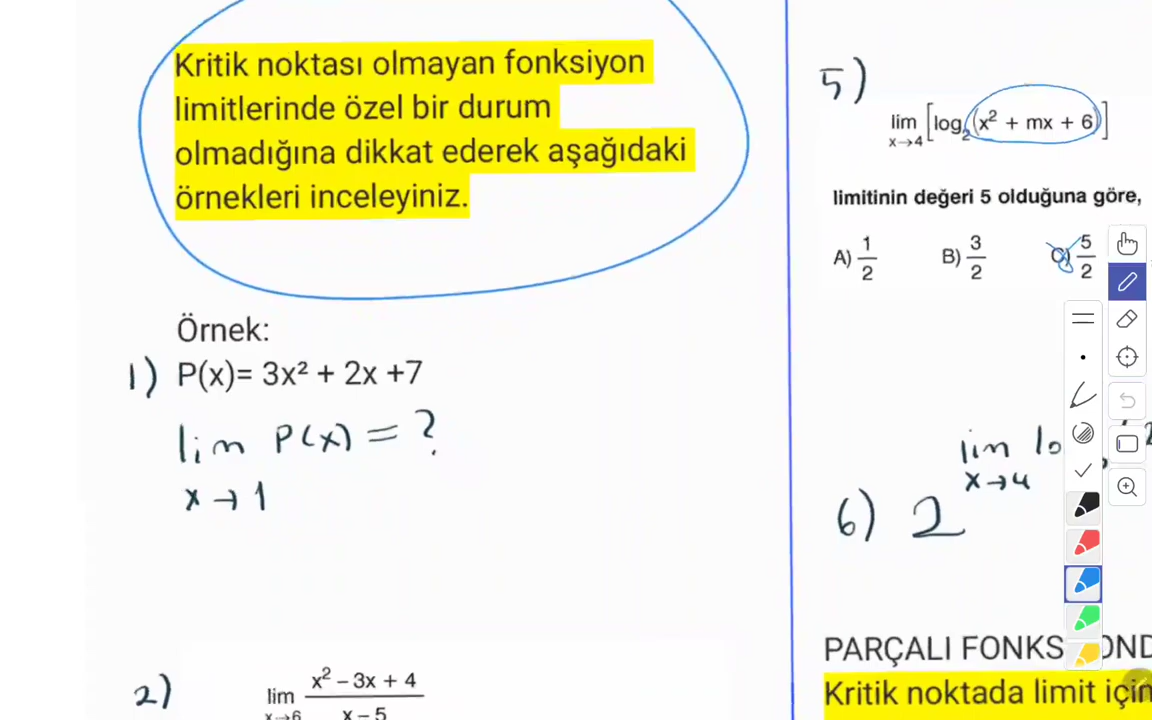 Kritik noktası olmayan fonksiyon
limitlerinde özel bir durum
olmadığına dikkat ederek aşağıdaki
örnekleri inceleyiniz.
Örnek:
1) P(x)= 3x² + 2x +7
lim P(x) = ?
x→1
2) lim x² – 3x + 4
x→6 x – 5
5)
lim [log₂(x² + mx + 6)]
x→4
limitinin değeri 5 olduğuna göre,
A) 1/2 B) 3/2 C) 5/2
lim lo
x→4
6) 2
PARÇALI FONKS OND
Kritik noktada limit için